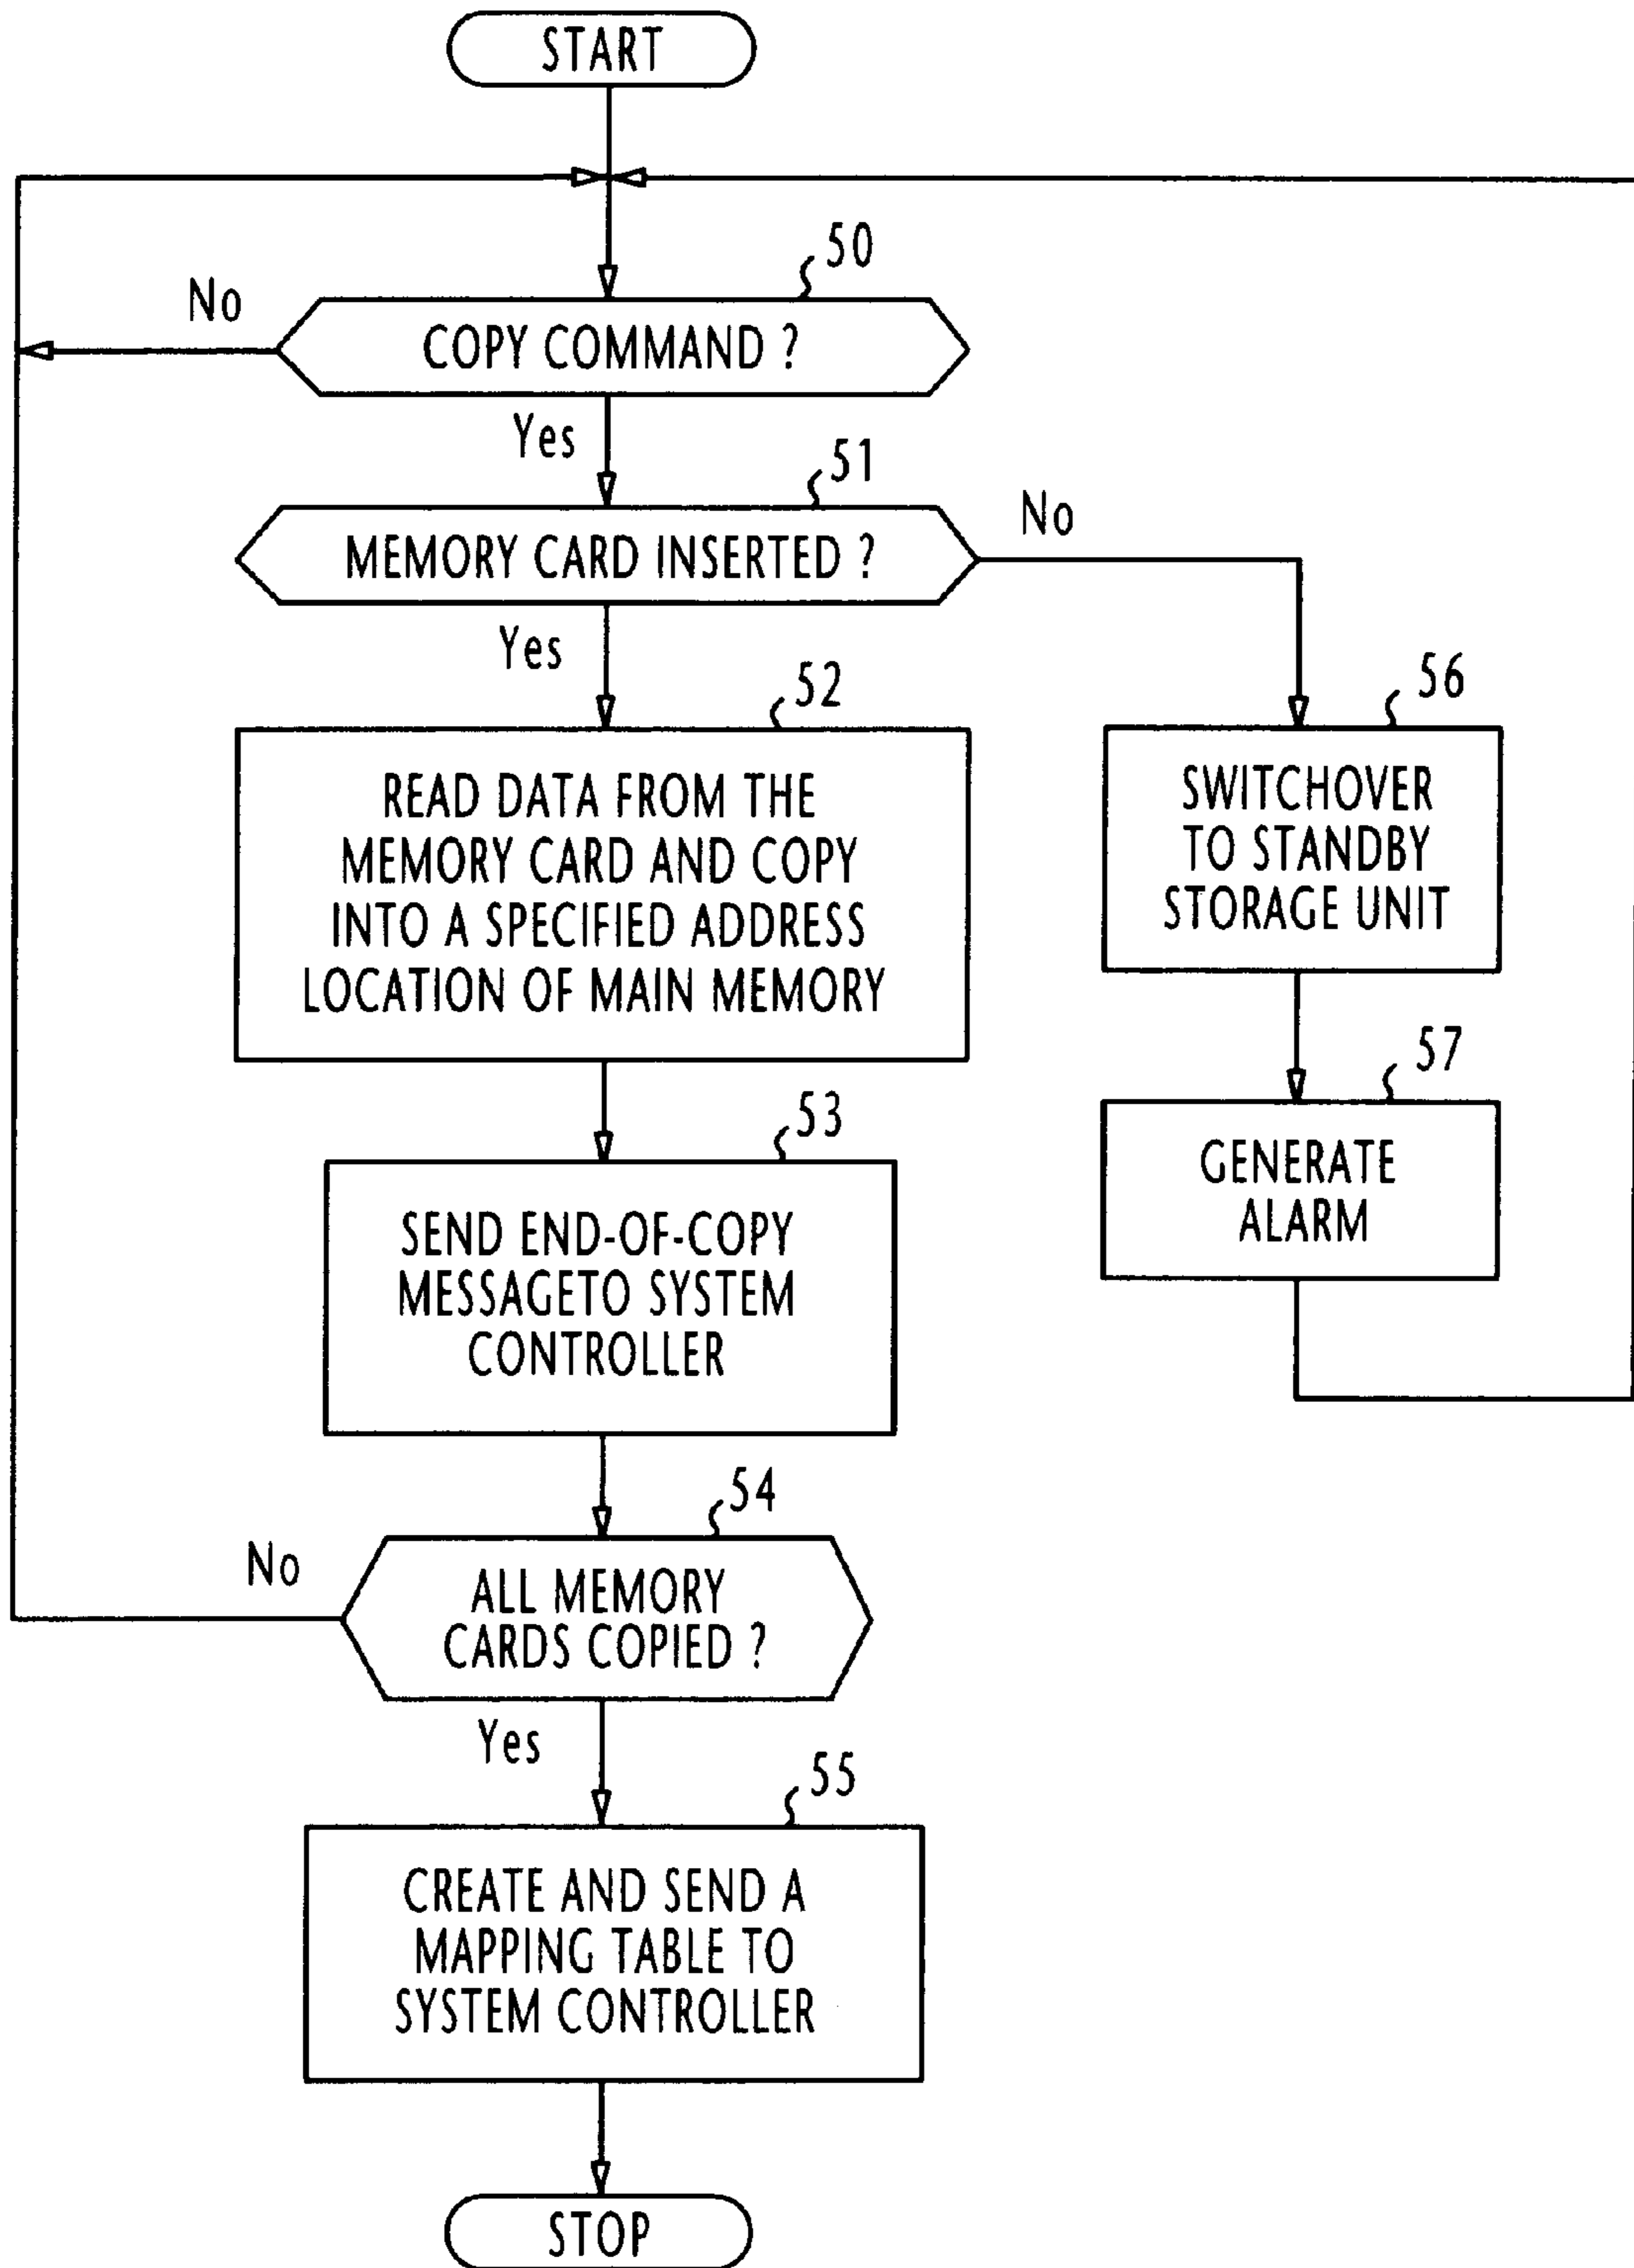 START
50
No
COPY COMMAND ?
Yes
51
MEMORY CARD INSERTED ?
No
Yes
52
READ DATA FROM THE
MEMORY CARD AND COPY
INTO A SPECIFIED ADDRESS
LOCATION OF MAIN MEMORY
56
SWITCHOVER
TO STANDBY
STORAGE UNIT
57
GENERATE
ALARM
53
SEND END-OF-COPY
MESSAGETO SYSTEM
CONTROLLER
54
No
ALL MEMORY
CARDS COPIED ?
Yes
55
CREATE AND SEND A
MAPPING TABLE TO
SYSTEM CONTROLLER
STOP